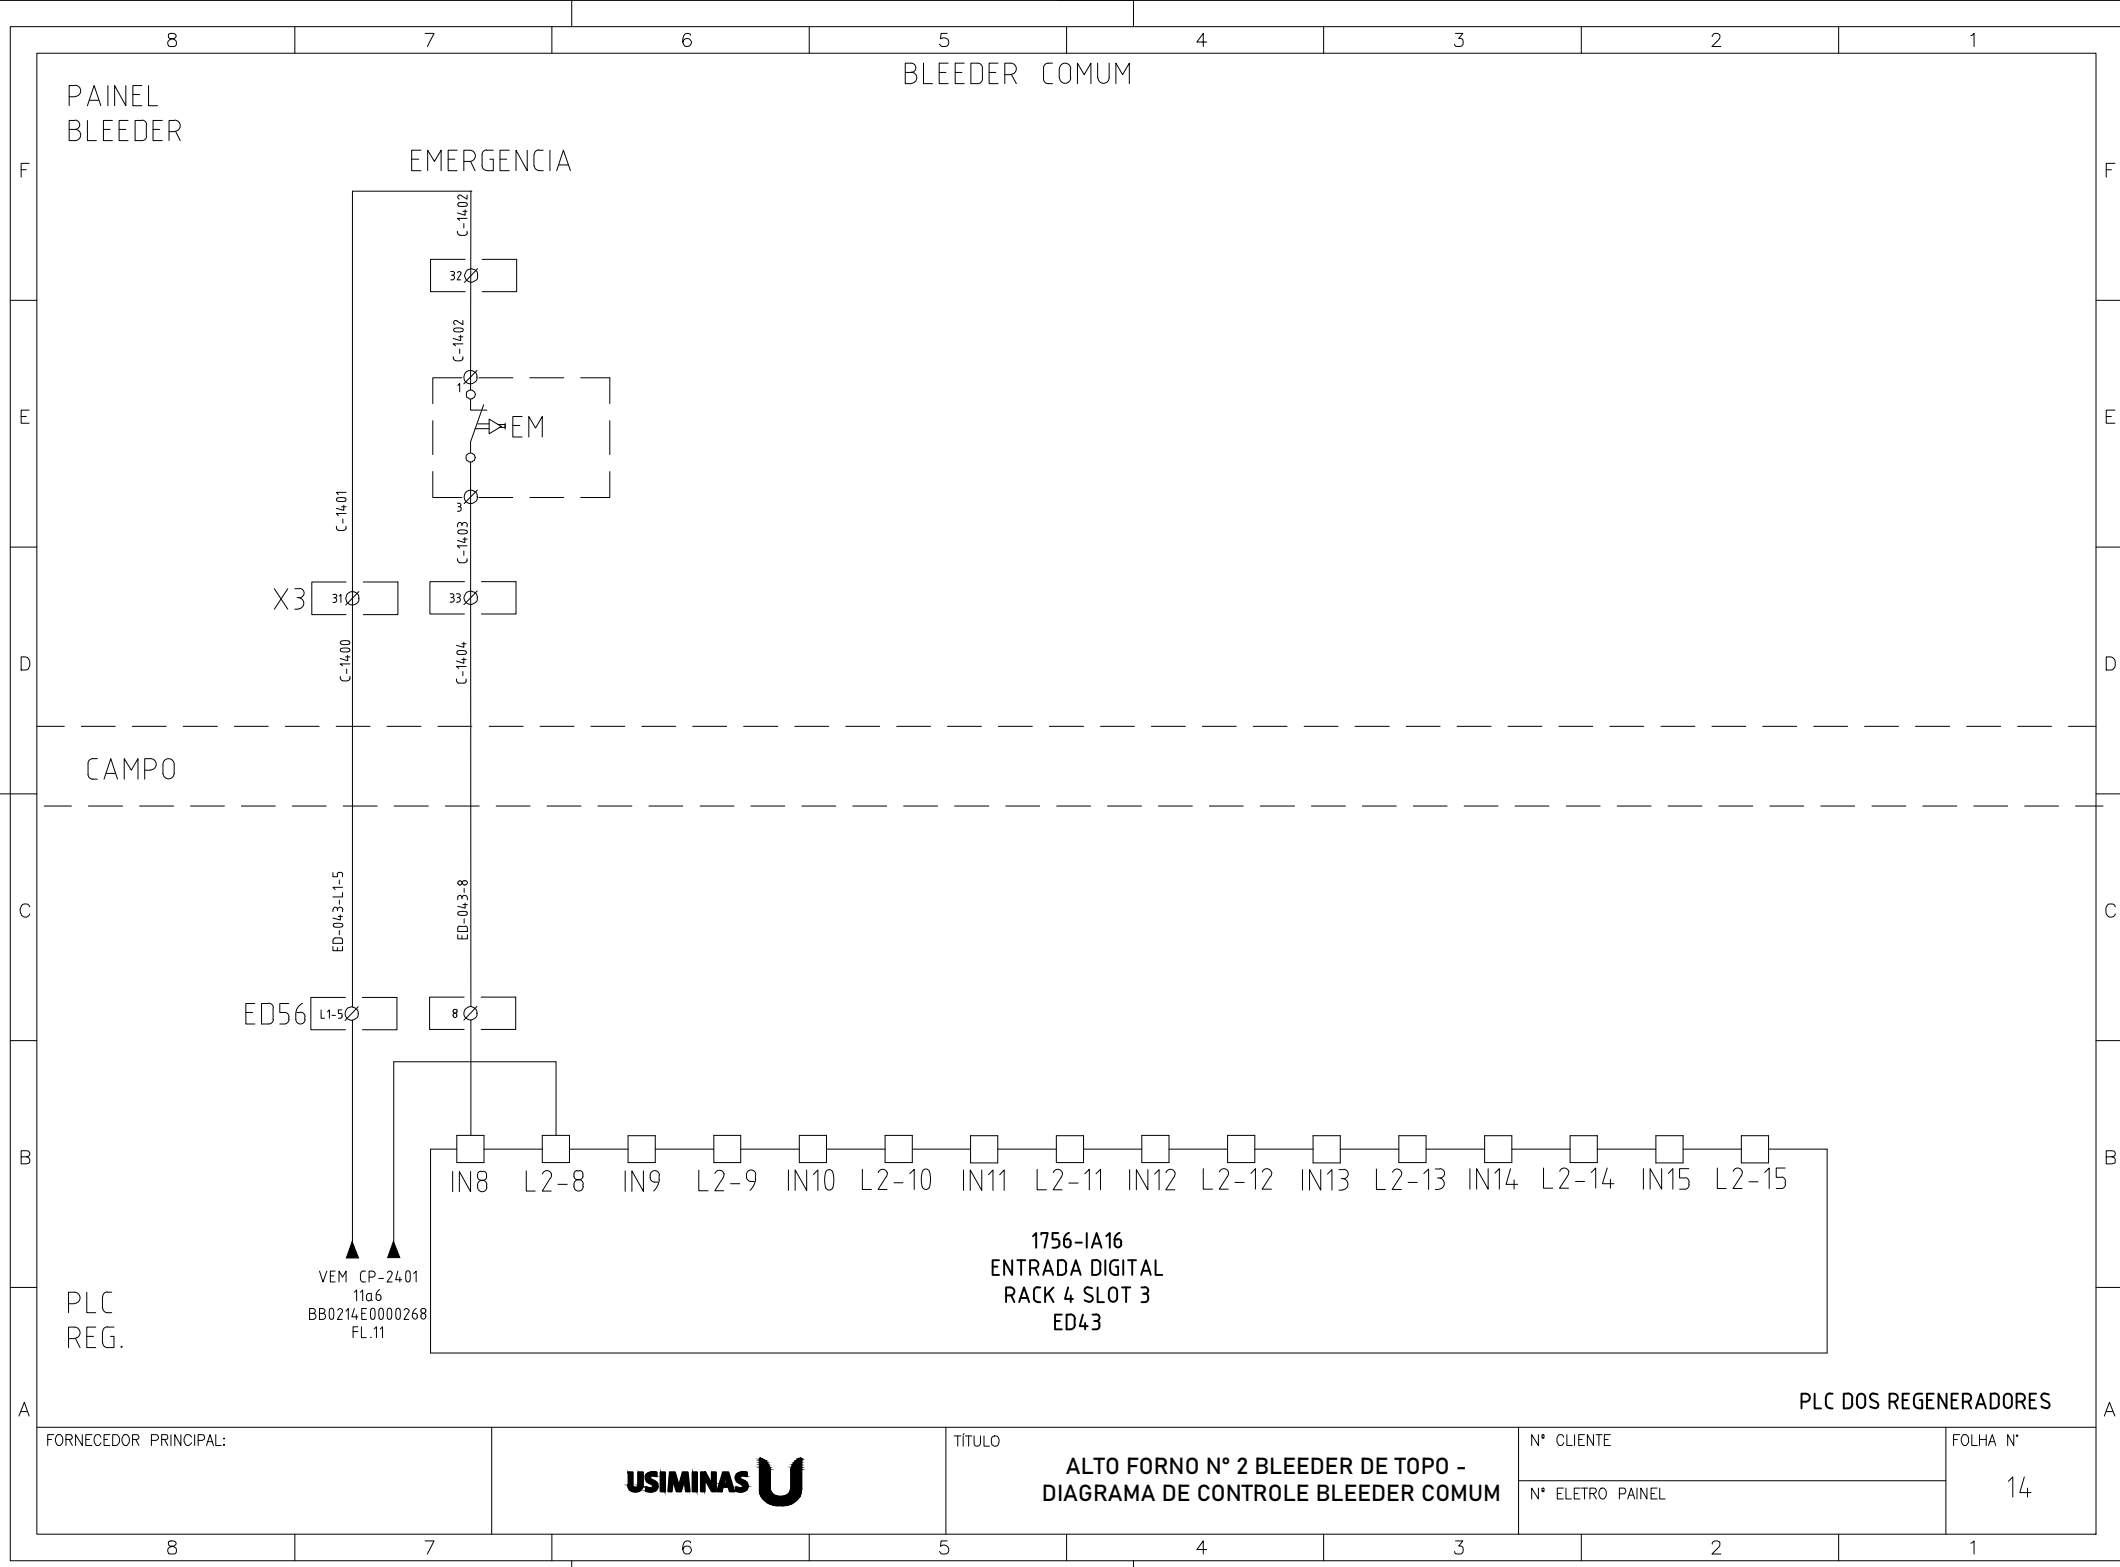 8 7 6 5 4 3 2 1
BLEEDER COMUM
PAINEL
BLEEDER
EMERGENCIA
F F
C-1402
32
C-1402
1
E E
EM
3
C-1401
C-1403
X3 31 33
C-1400
C-1404
D D
CAMPO
ED-043-L1-5
ED-043-8
C C
ED56 L1-5 8
B B
IN8 L2-8 IN9 L2-9 IN10 L2-10 IN11 L2-11 IN12 L2-12 IN13 L2-13 IN14 L2-14 IN15 L2-15
1756-IA16
ENTRADA DIGITAL
RACK 4 SLOT 3
ED43
VEM CP-2401
11a6
BB0214E0000268
FL.11
PLC
REG.
PLC DOS REGENERADORES
A A
FORNECEDOR PRINCIPAL:
USIMINAS
TÍTULO
ALTO FORNO N° 2 BLEEDER DE TOPO -
DIAGRAMA DE CONTROLE BLEEDER COMUM
N° CLIENTE
N° ELETRO PAINEL
FOLHA N°
14
8 7 6 5 4 3 2 1